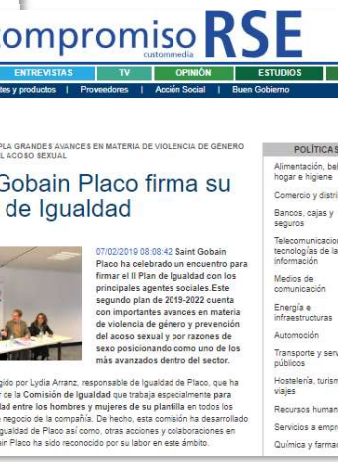 ompromiso RSE
custommedia
ENTREVISTAS TV OPINIÓN ESTUDIOS
tes y productos | Proveedores | Acción Social | Buen Gobierno
PLA GRANDES AVANCES EN MATERIA DE VIOLENCIA DE GÉNERO
L ACOSO SEXUAL
Gobain Placo firma su
de Igualdad
07/02/2019 08:08:42 Saint Gobain
Placo ha celebrado un encuentro para
firmar el II Plan de Igualdad con los
principales agentes sociales.Este
segundo plan de 2019-2022 cuenta
con importantes avances en materia
de violencia de género y prevención
del acoso sexual y por razones de
sexo posicionando como uno de los
más avanzados dentro del sector.
gido por Lydia Arranz, responsable de Igualdad de Placo, que ha
r ce la Comisión de Igualdad que trabaja especialmente para
dad entre los hombres y mujeres de su plantilla en todos los
e negocio de la compañía. De hecho, esta comisión ha desarrollado
gualdad de Placo así como, otras acciones y colaboraciones en
air Placo ha sido reconocido por su labor en este ámbito.
POLÍTICAS
Alimentación, be
hogar e higiene
Comercio y distri
Bancos, cajas y
seguros
Telecomunicacion
tecnologías de la
información
Medios de
comunicación
Energía e
infraestructuras
Automoción
Transporte y serv
públicos
Hostelería, turism
viajes
Recursos human
Servicios a empre
Química y farmac